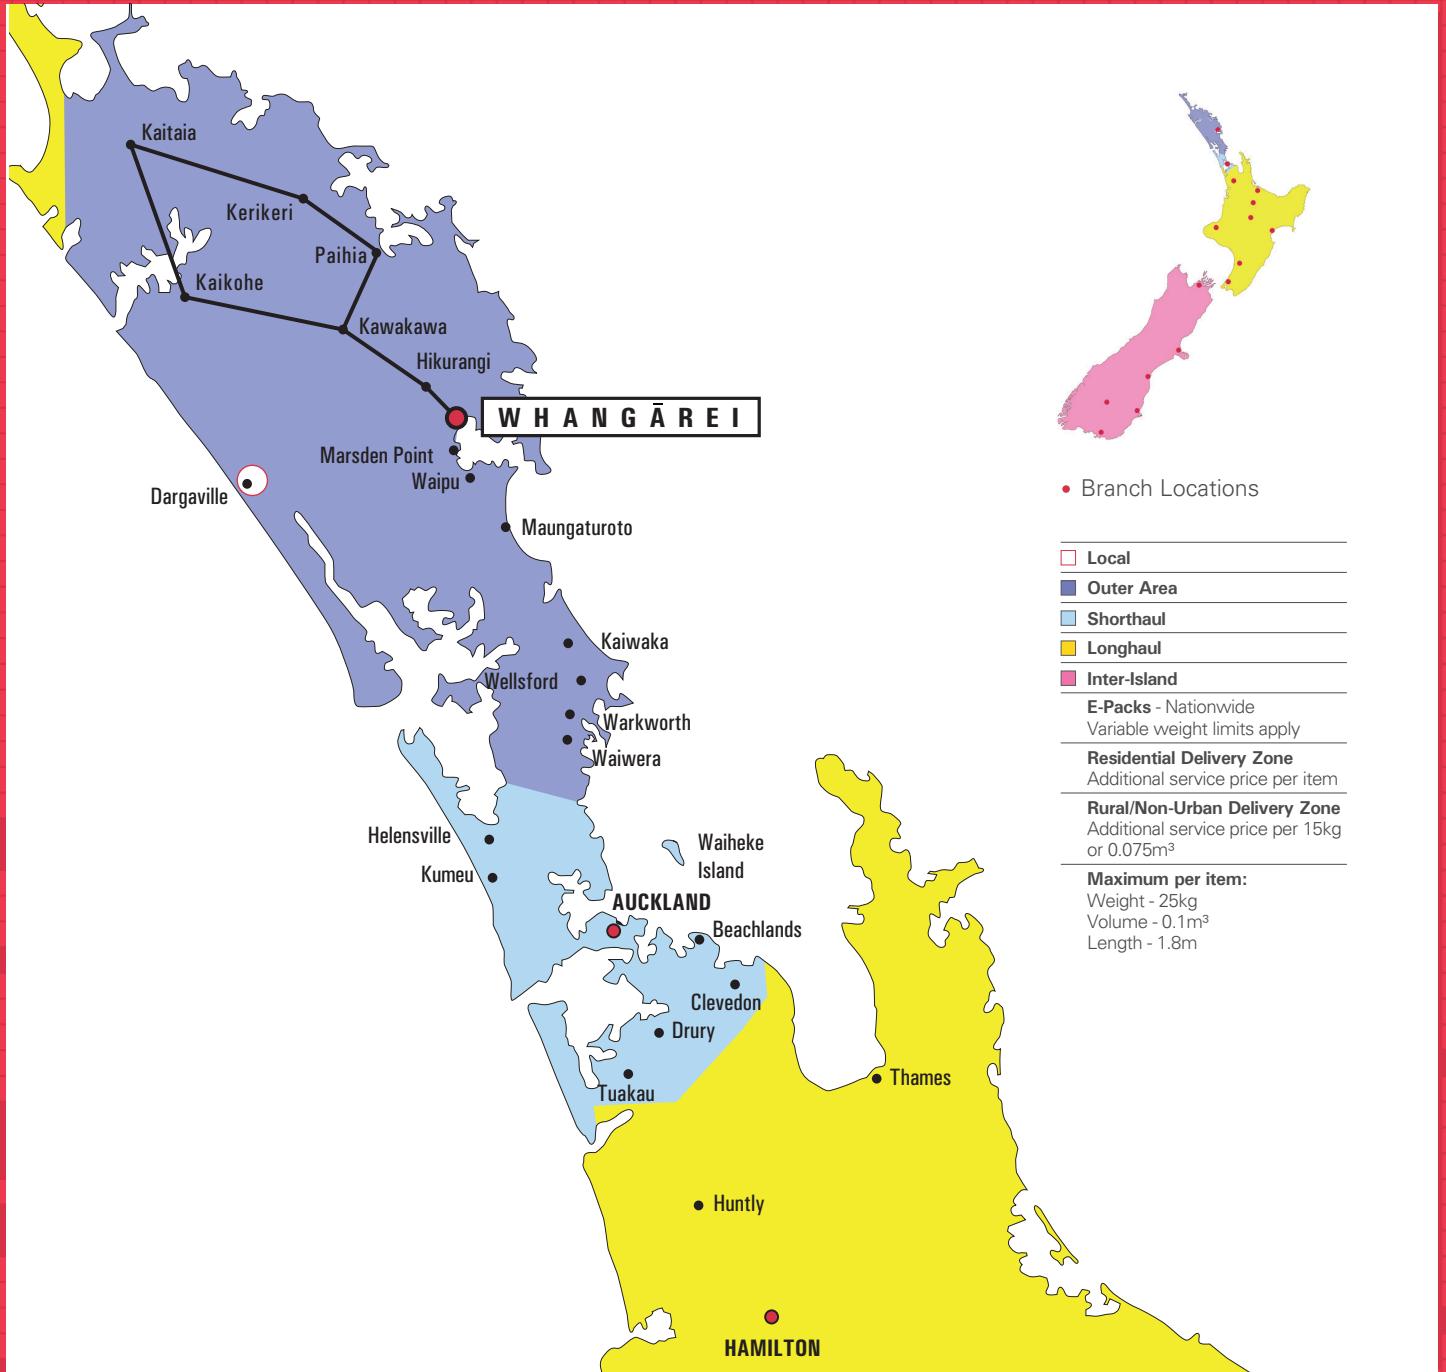 Kaitaia
Kerikeri
Paihia
Kaikohe
Kawakawa
Hikurangi
WHANGĀREI
Marsden Point
Waipu
Dargaville
Maungaturoto
Kaiwaka
Wellsford
Warkworth
Waiwera
Helensville
Kumeu
Waiheke
Island
AUCKLAND
Beachlands
Clevedon
Drury
Tuakau
Thames
Huntly
HAMILTON
Branch Locations
Local
Outer Area
Shorthaul
Longhaul
Inter-Island
E-Packs - Nationwide
Variable weight limits apply
Residential Delivery Zone
Additional service price per item
Rural/Non-Urban Delivery Zone
Additional service price per 15kg
or 0.075m³
Maximum per item:
Weight - 25kg
Volume - 0.1m³
Length - 1.8m